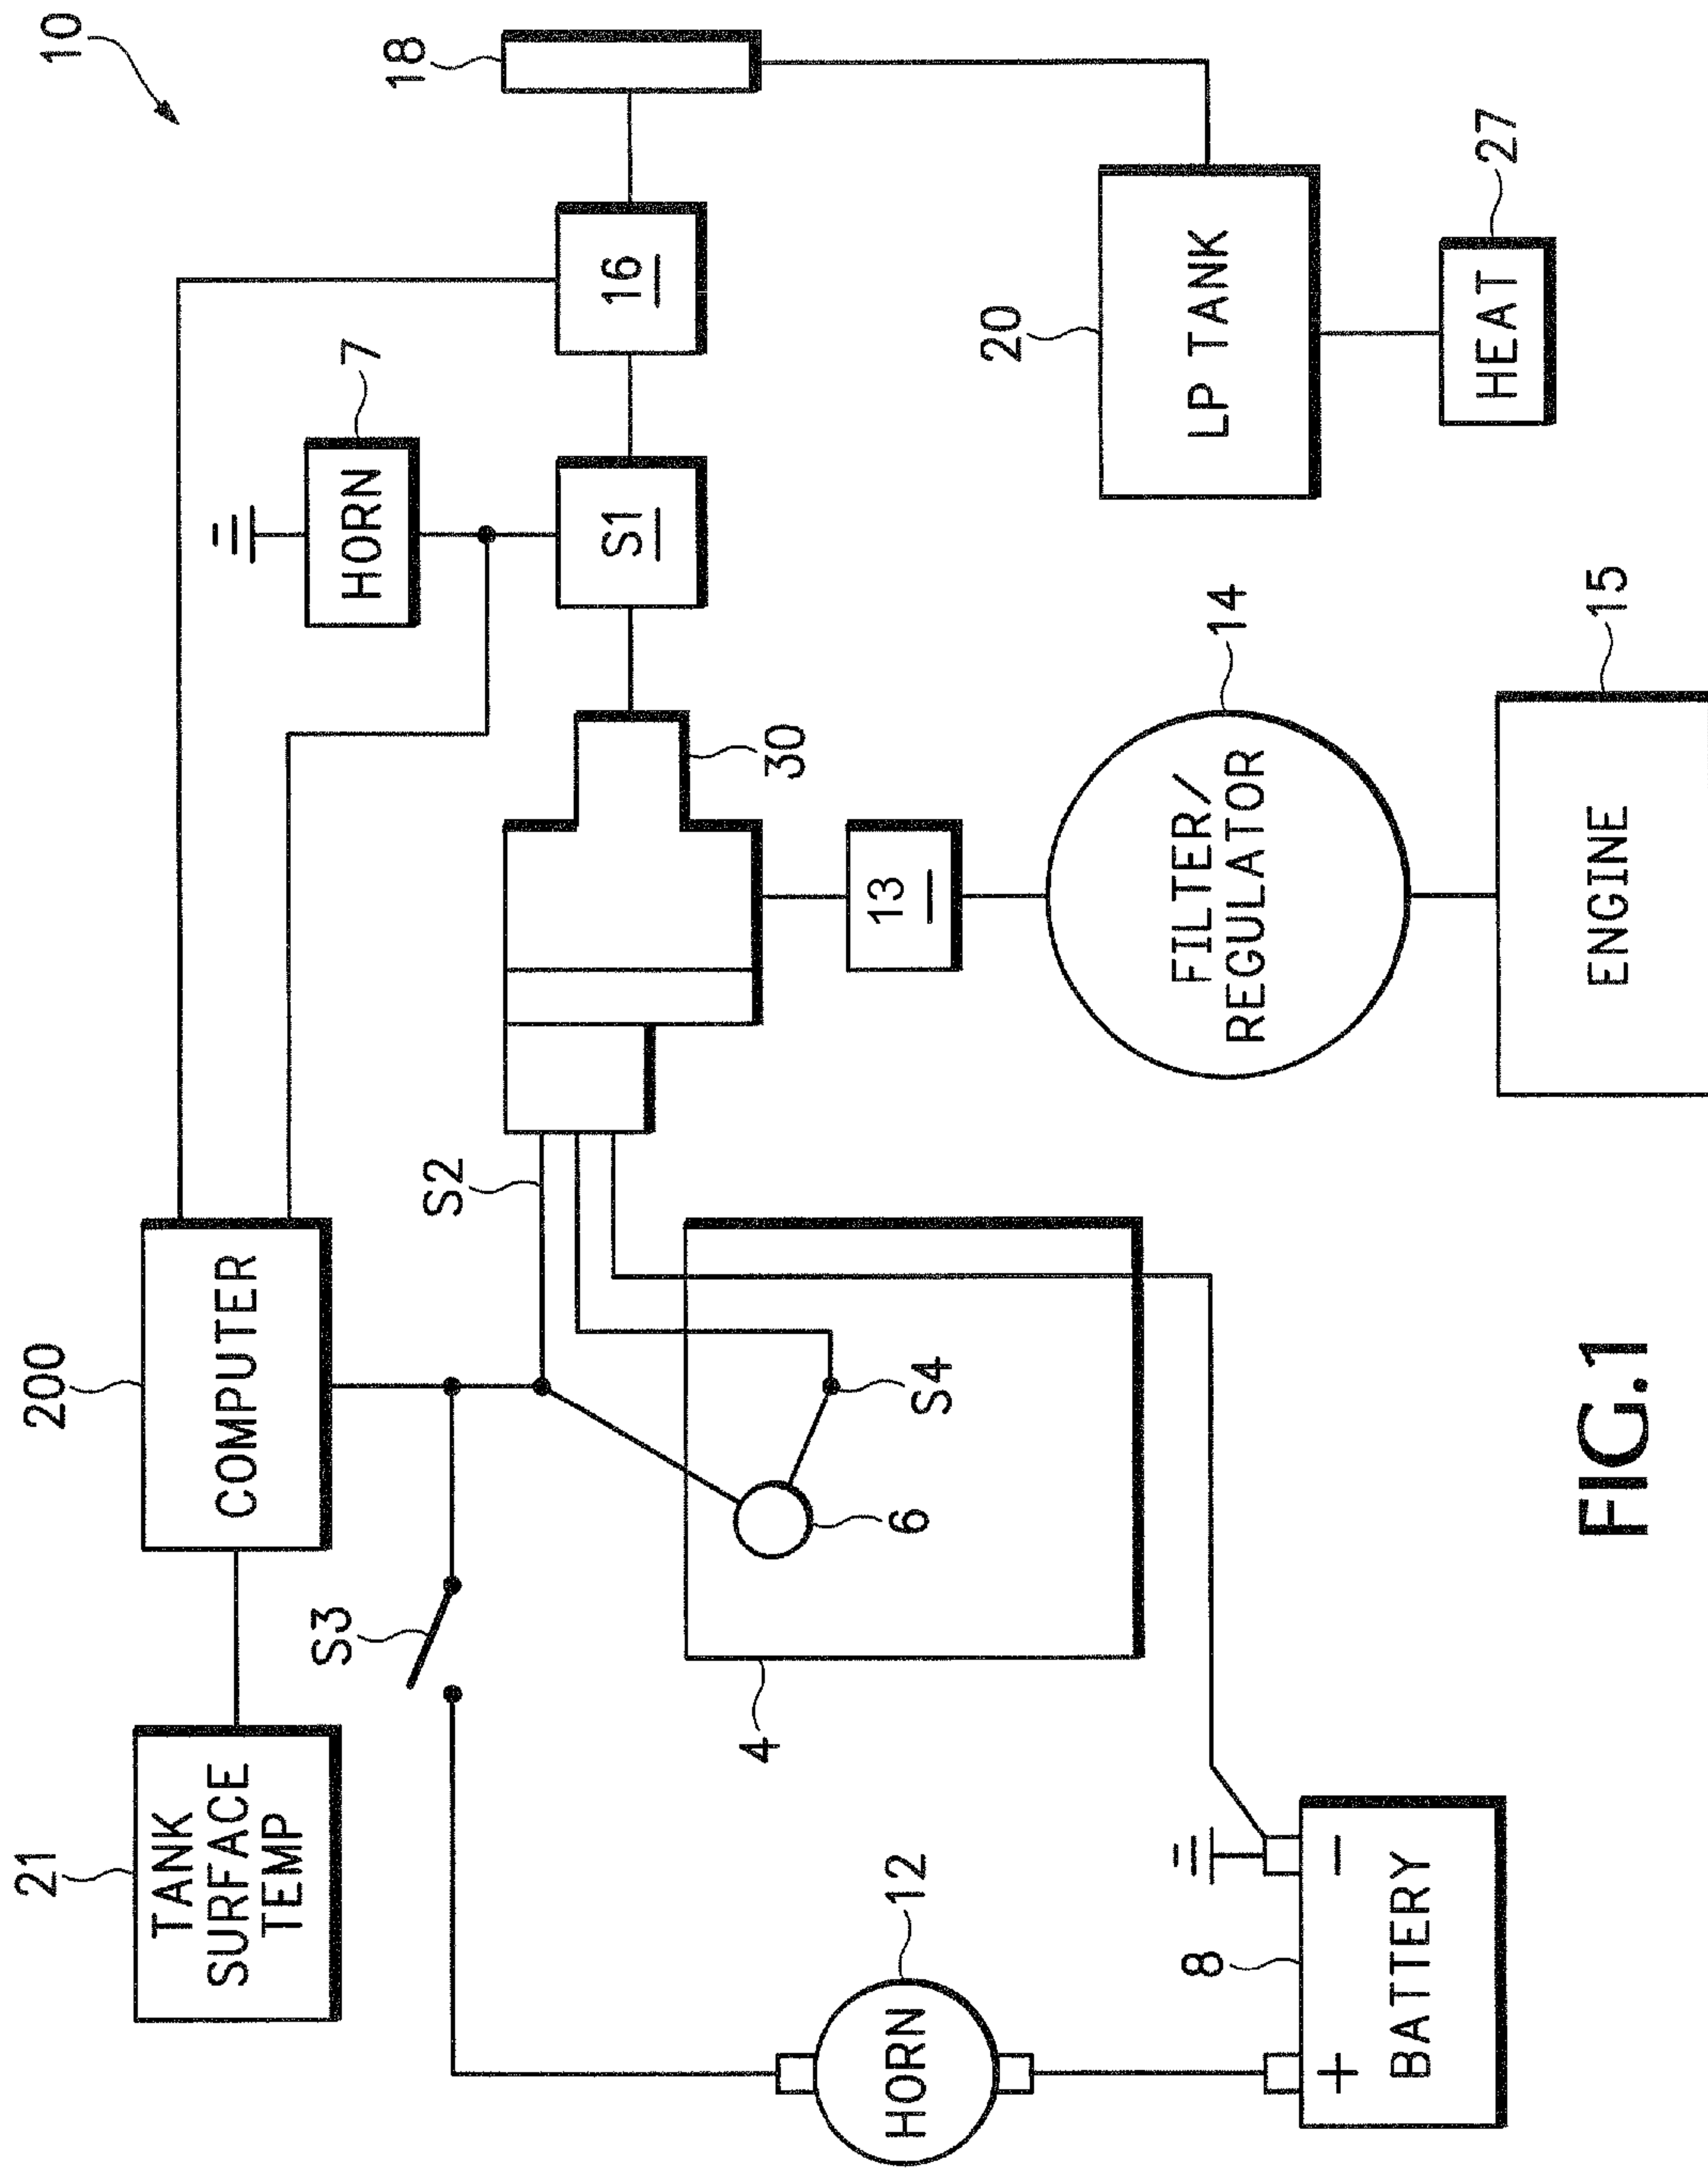 10
21
TANK
SURFACE
TEMP
200
COMPUTER
S3
S2
HORN
7
18
S1
16
30
4
6
S4
13
12
HORN
20
LP TANK
8
+
−
BATTERY
14
FILTER/
REGULATOR
27
HEAT
15
ENGINE
FIG.1